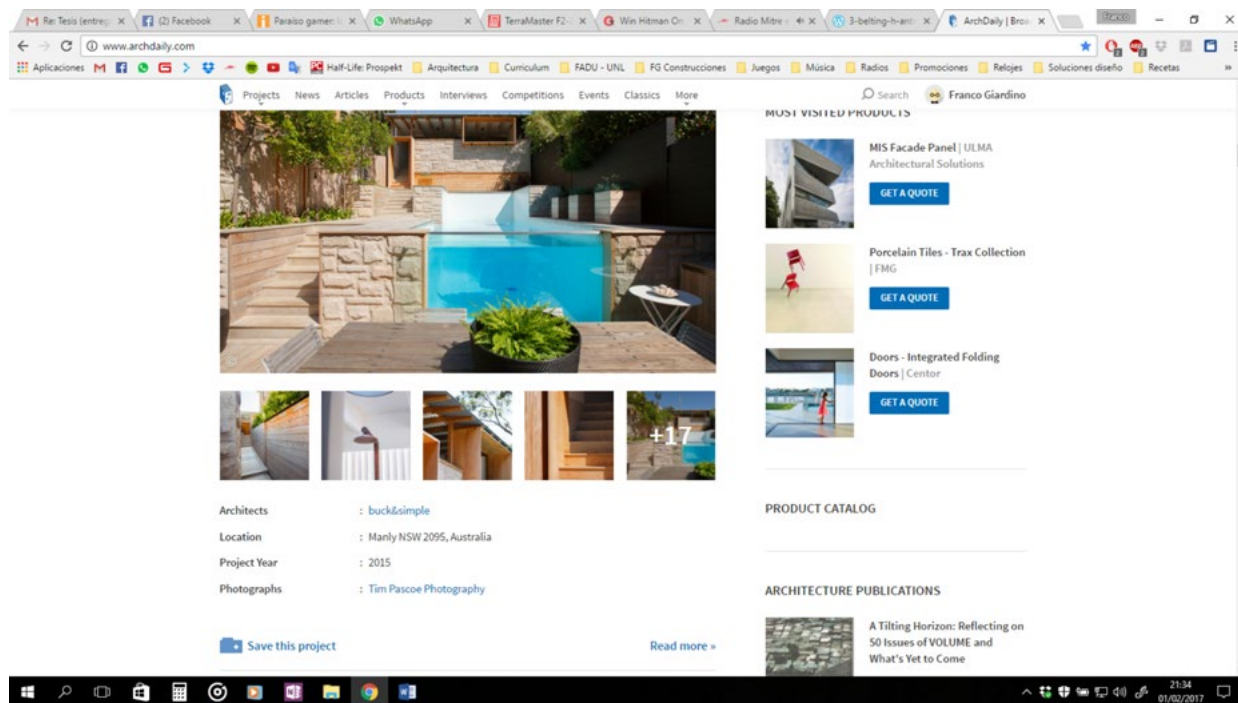 Re: Tesis (entreg
(2) Facebook
Paraiso gamer: l
WhatsApp
TerraMaster F2-
Win Hitman On
Radio Mitre
3-belting-h-ant
ArchDaily | Broa
Franco
www.archdaily.com
Aplicaciones
Half-Life: Prospekt
Arquitectura
Curriculum
FADU - UNL
FG Construcciones
Juegos
Música
Radios
Promociones
Relojes
Soluciones diseño
Recetas
Projects News Articles Products Interviews Competitions Events Classics More
Search
Franco Giardino
+17
Architects : buck&simple
Location : Manly NSW 2095, Australia
Project Year : 2015
Photographs : Tim Pascoe Photography
Save this project
Read more »
MOST VISITED PRODUCTS
MIS Facade Panel | ULMA
Architectural Solutions
GET A QUOTE
Porcelain Tiles - Trax Collection
| FMG
GET A QUOTE
Doors - Integrated Folding
Doors | Centor
GET A QUOTE
PRODUCT CATALOG
ARCHITECTURE PUBLICATIONS
A Tilting Horizon: Reflecting on
50 Issues of VOLUME and
What's Yet to Come
21:34
01/02/2017